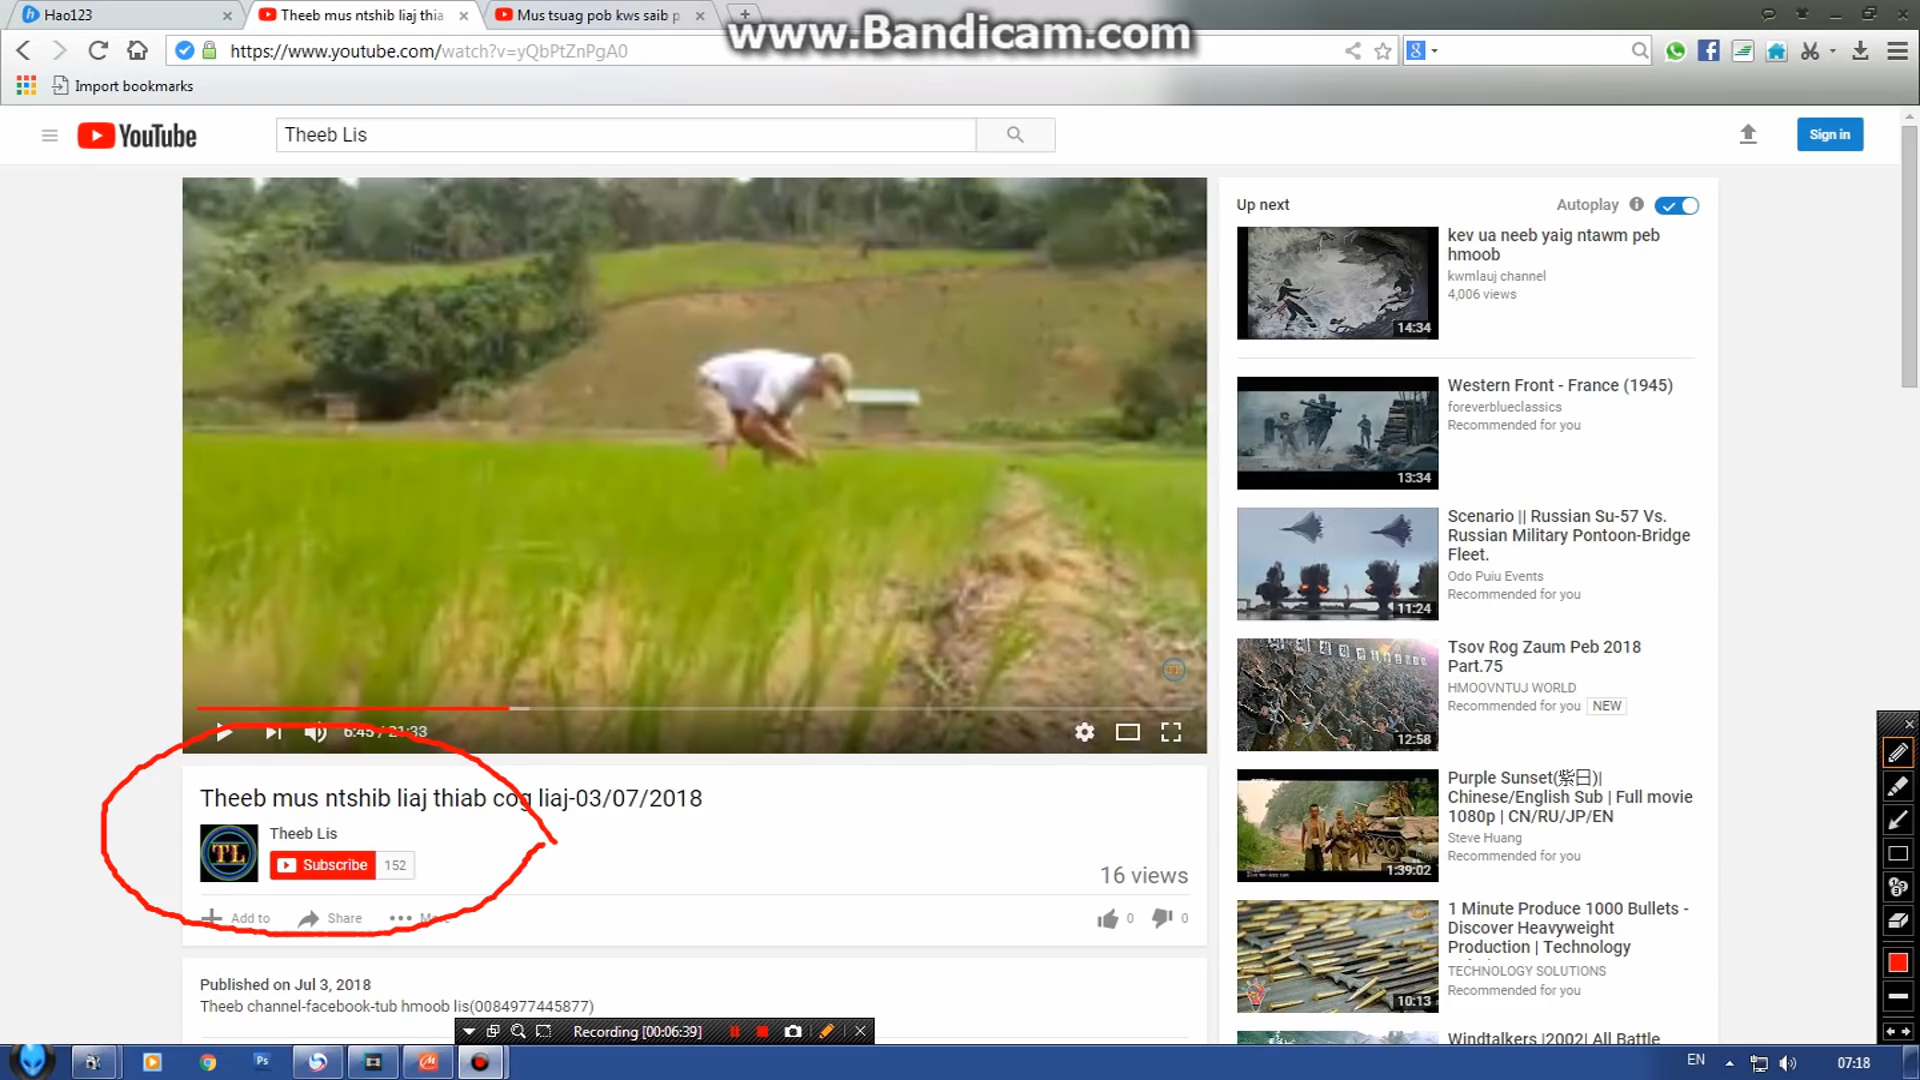 Hao123
Theeb mus ntshib liaj thia
Mus tsuag pob kws saib p
www.Bandicam.com
https://www.youtube.com/watch?v=yQbPtZnPgA0
Import bookmarks
YouTube
Theeb Lis
Sign in
Up next
Autoplay
kev ua neeb yaig ntawm peb
hmoob
kwmlauj channel
4,006 views
14:34
Western Front - France (1945)
foreverblueclassics
Recommended for you
13:34
Scenario || Russian Su-57 Vs.
Russian Military Pontoon-Bridge
Fleet.
Odo Puiu Events
Recommended for you
11:24
Tsov Rog Zaum Peb 2018
Part.75
HMOOVNTUJ WORLD
Recommended for you NEW
12:58
Purple Sunset(紫日)|
Chinese/English Sub | Full movie
1080p | CN/RU/JP/EN
Steve Huang
Recommended for you
1:39:02
1 Minute Produce 1000 Bullets -
Discover Heavyweight
Production | Technology
TECHNOLOGY SOLUTIONS
Recommended for you
10:13
Windtalkers |2002| All Battle
6:45 / 21:33
Theeb mus ntshib liaj thiab cog liaj-03/07/2018
TL
Theeb Lis
Subscribe 152
16 views
Add to Share More
0 0
Published on Jul 3, 2018
Theeb channel-facebook-tub hmoob lis(0084977445877)
Recording [00:06:39]
Ps
EN
07:18